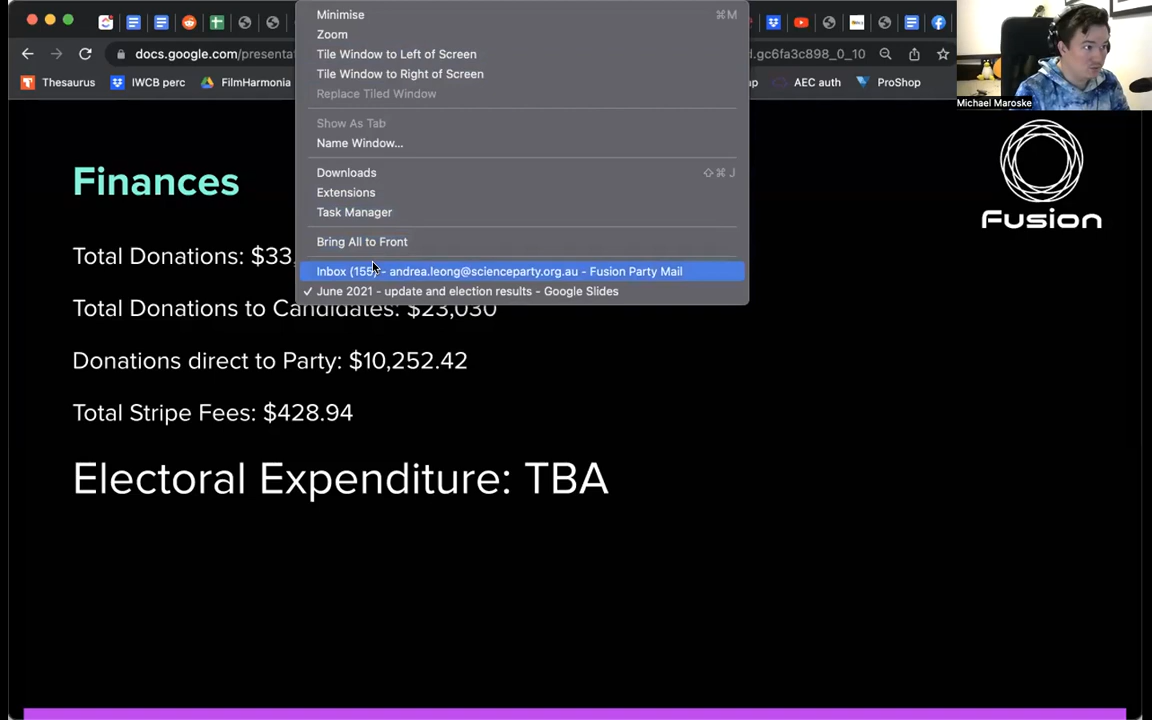 Minimise ⌘M
Zoom
Tile Window to Left of Screen
Tile Window to Right of Screen
Replace Tiled Window
Show As Tab
Name Window...
Downloads ⇧⌘J
Extensions
Task Manager
Bring All to Front
Inbox (155) - andrea.leong@scienceparty.org.au - Fusion Party Mail
✓ June 2021 - update and election results - Google Slides
docs.google.com/presentat
.gc6fa3c898_0_10
Thesaurus
IWCB perc
FilmHarmonia
AEC auth
ProShop
Michael Maroske
Fusion
Finances
Total Donations: $33,
Total Donations to Candidates: $23,030
Donations direct to Party: $10,252.42
Total Stripe Fees: $428.94
Electoral Expenditure: TBA